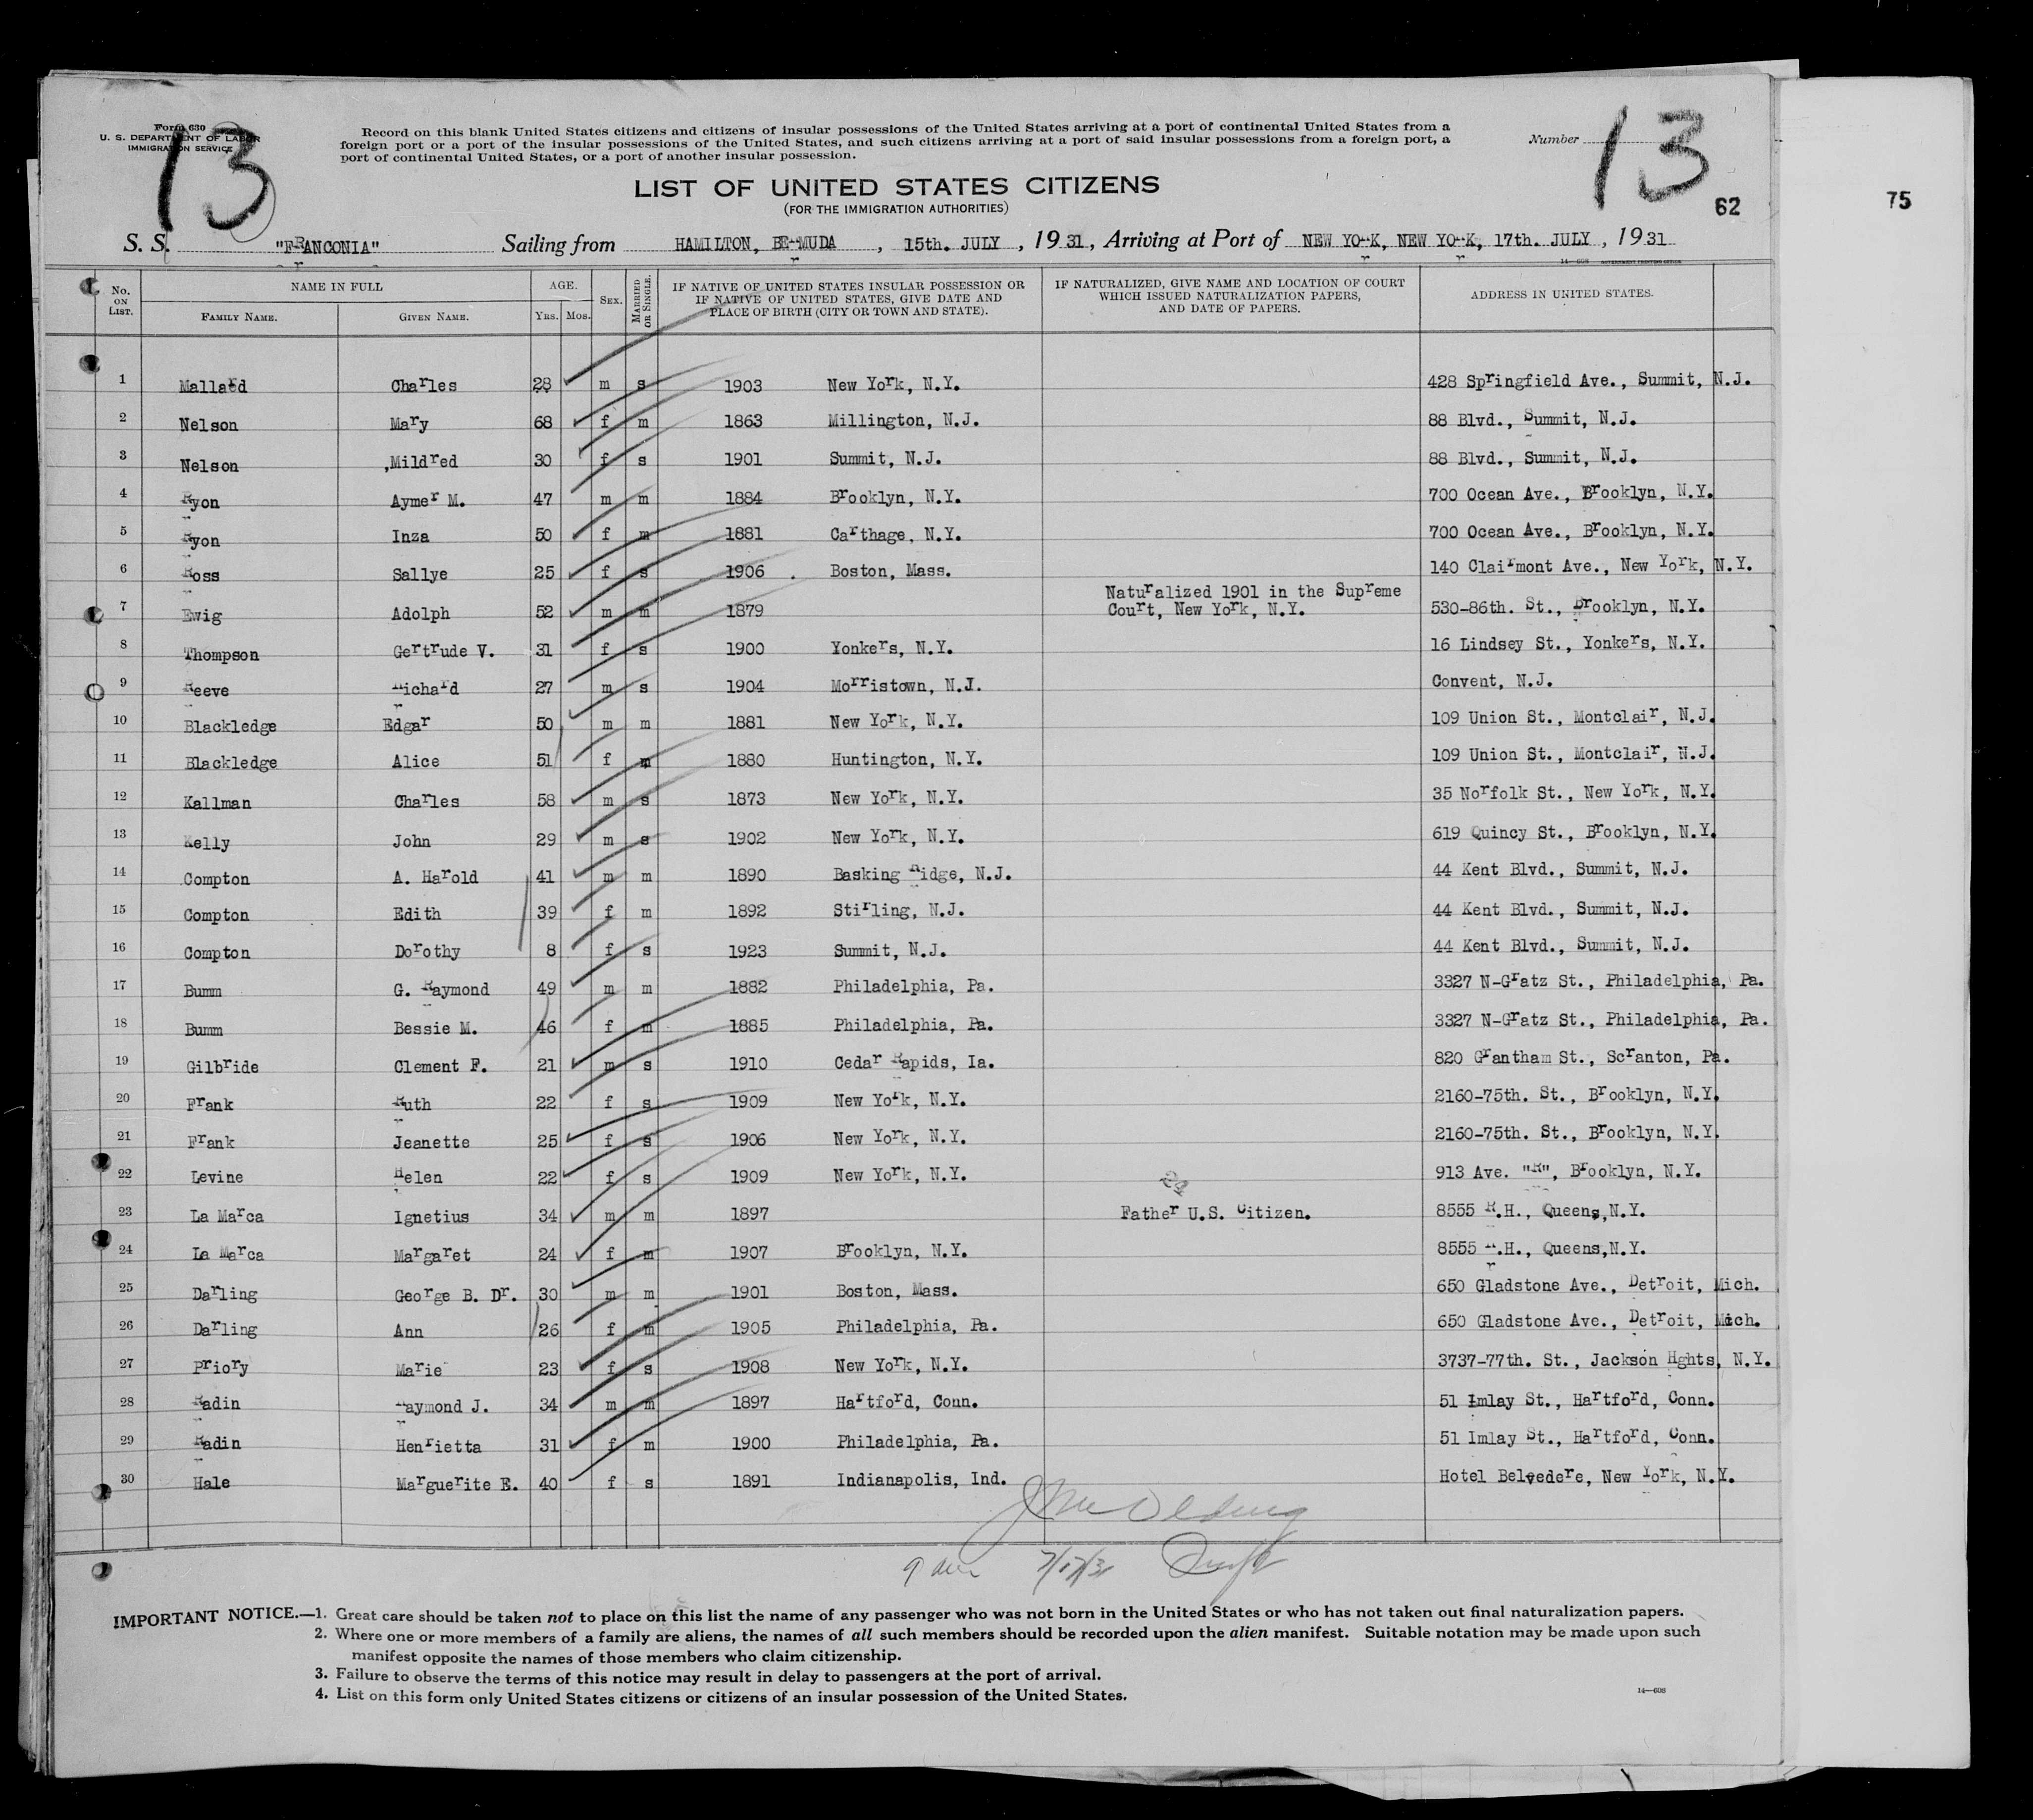 Form 630
U. S. DEPARTMENT OF LABOR
IMMIGRATION SERVICE
13
Record on this blank United States citizens and citizens of insular possessions of the United States arriving at a port of continental United States from a
foreign port or a port of the insular possessions of the United States, and such citizens arriving at a port of said insular possessions from a foreign port, a
port of continental United States, or a port of another insular possession.
Number 13
LIST OF UNITED STATES CITIZENS
(FOR THE IMMIGRATION AUTHORITIES)
62
75
S. S. "FRANCONIA" Sailing from HAMILTON, BERMUDA, 15th. JULY, 1931, Arriving at Port of NEW YORK, NEW YORK, 17th. JULY, 1931
No. ON LIST. NAME IN FULL FAMILY NAME. GIVEN NAME. AGE. YRS. MOS. SEX. MARRIED OR SINGLE. IF NATIVE OF UNITED STATES INSULAR POSSESSION OR IF NATIVE OF UNITED STATES, GIVE DATE AND PLACE OF BIRTH (CITY OR TOWN AND STATE). IF NATURALIZED, GIVE NAME AND LOCATION OF COURT WHICH ISSUED NATURALIZATION PAPERS, AND DATE OF PAPERS. ADDRESS IN UNITED STATES.
1 Mallard Charles 28 m s 1903 New York, N.Y. 428 Springfield Ave., Summit, N.J.
2 Nelson Mary 68 f m 1863 Millington, N.J. 88 Blvd., Summit, N.J.
3 Nelson ,Mildred 30 f s 1901 Summit, N.J. 88 Blvd., Summit, N.J.
4 Ryon Aymer M. 47 m m 1884 Brooklyn, N.Y. 700 Ocean Ave., Brooklyn, N.Y.
5 Ryon Inza 50 f m 1881 Carthage, N.Y. 700 Ocean Ave., Brooklyn, N.Y.
6 Ross Sallye 25 f s 1906 . Boston, Mass. 140 Clairmont Ave., New York, N.Y.
7 Ewig Adolph 52 m m 1879 Naturalized 1901 in the Supreme Court, New York, N.Y. 530-86th. St., Brooklyn, N.Y.
8 Thompson Gertrude V. 31 f s 1900 Yonkers, N.Y. 16 Lindsey St., Yonkers, N.Y.
9 Reeve Richard 27 m s 1904 Morristown, N.J. Convent, N.J.
10 Blackledge Edgar 50 m m 1881 New York, N.Y. 109 Union St., Montclair, N.J.
11 Blackledge Alice 51 f m 1880 Huntington, N.Y. 109 Union St., Montclair, N.J.
12 Kallman Charles 58 m s 1873 New York, N.Y. 35 Norfolk St., New York, N.Y.
13 Kelly John 29 m s 1902 New York, N.Y. 619 Quincy St., Brooklyn, N.Y.
14 Compton A. Harold 41 m m 1890 Basking Ridge, N.J. 44 Kent Blvd., Summit, N.J.
15 Compton Edith 39 f m 1892 Stirling, N.J. 44 Kent Blvd., Summit, N.J.
16 Compton Dorothy 8 f s 1923 Summit, N.J. 44 Kent Blvd., Summit, N.J.
17 Bumm G. Raymond 49 m m 1882 Philadelphia, Pa. 3327 N-Gratz St., Philadelphia, Pa.
18 Bumm Bessie M. 46 f m 1885 Philadelphia, Pa. 3327 N-Gratz St., Philadelphia, Pa.
19 Gilbride Clement F. 21 m s 1910 Cedar Rapids, Ia. 820 Grantham St., Scranton, Pa.
20 Frank Ruth 22 f s 1909 New York, N.Y. 2160-75th. St., Brooklyn, N.Y.
21 Frank Jeanette 25 f s 1906 New York, N.Y. 2160-75th. St., Brooklyn, N.Y.
22 Levine Helen 22 f s 1909 New York, N.Y. 913 Ave. "R", Brooklyn, N.Y.
23 La Marca Ignetius 34 m m 1897 Father U.S. Citizen. 8555 R.H., Queens,N.Y.
24 La Marca Margaret 24 f m 1907 Brooklyn, N.Y. 8555 R.H., Queens,N.Y.
25 Darling George B. Dr. 30 m m 1901 Boston, Mass. 650 Gladstone Ave., Detroit, Mich.
26 Darling Ann 26 f m 1905 Philadelphia, Pa. 650 Gladstone Ave., Detroit, Mich.
27 Priory Marie 23 f s 1908 New York, N.Y. 3737-77th. St., Jackson Hghts, N.Y.
28 Radin Raymond J. 34 m m 1897 Hartford, Conn. 51 Imlay St., Hartford, Conn.
29 Radin Henrietta 31 f m 1900 Philadelphia, Pa. 51 Imlay St., Hartford, Conn.
30 Hale Marguerite E. 40 f s 1891 Indianapolis, Ind. Hotel Belvedere, New York, N.Y.
7/17/31
IMPORTANT NOTICE.—1. Great care should be taken not to place on this list the name of any passenger who was not born in the United States or who has not taken out final naturalization papers.
2. Where one or more members of a family are aliens, the names of all such members should be recorded upon the alien manifest. Suitable notation may be made upon such
manifest opposite the names of those members who claim citizenship.
3. Failure to observe the terms of this notice may result in delay to passengers at the port of arrival.
4. List on this form only United States citizens or citizens of an insular possession of the United States.
14—608